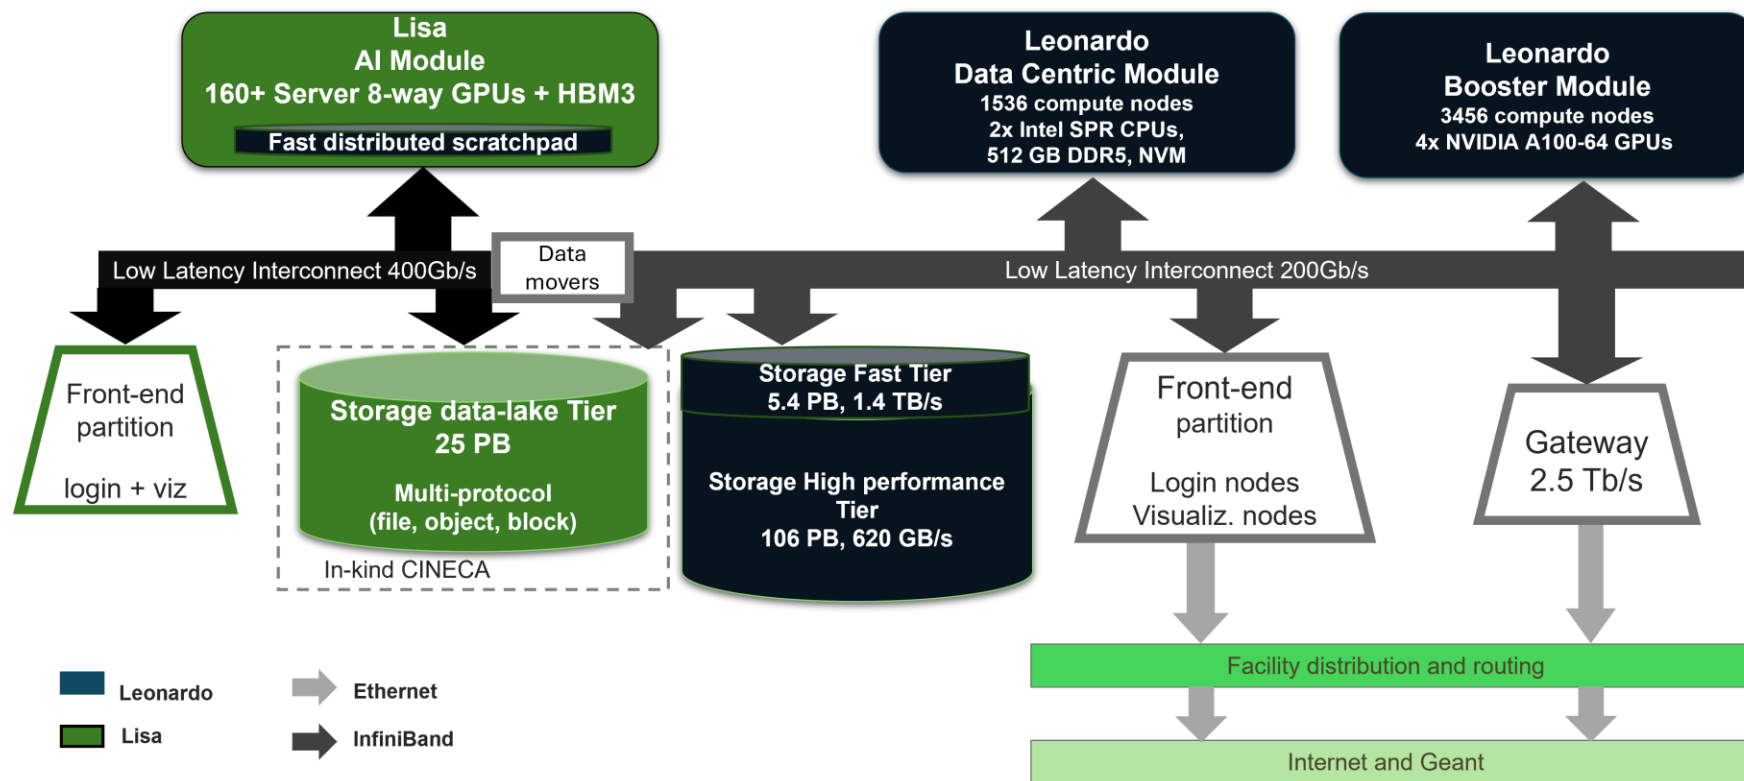 Lisa
AI Module
160+ Server 8-way GPUs + HBM3
Fast distributed scratchpad
Leonardo
Data Centric Module
1536 compute nodes
2x Intel SPR CPUs,
512 GB DDR5, NVM
Leonardo
Booster Module
3456 compute nodes
4x NVIDIA A100-64 GPUs
Low Latency Interconnect 400Gb/s
Data
movers
Low Latency Interconnect 200Gb/s
Front-end
partition
login + viz
Storage data-lake Tier
25 PB
Multi-protocol
(file, object, block)
In-kind CINECA
Storage Fast Tier
5.4 PB, 1.4 TB/s
Storage High performance
Tier
106 PB, 620 GB/s
Front-end
partition
Login nodes
Visualiz. nodes
Gateway
2.5 Tb/s
Facility distribution and routing
Internet and Geant
Leonardo
Lisa
Ethernet
InfiniBand